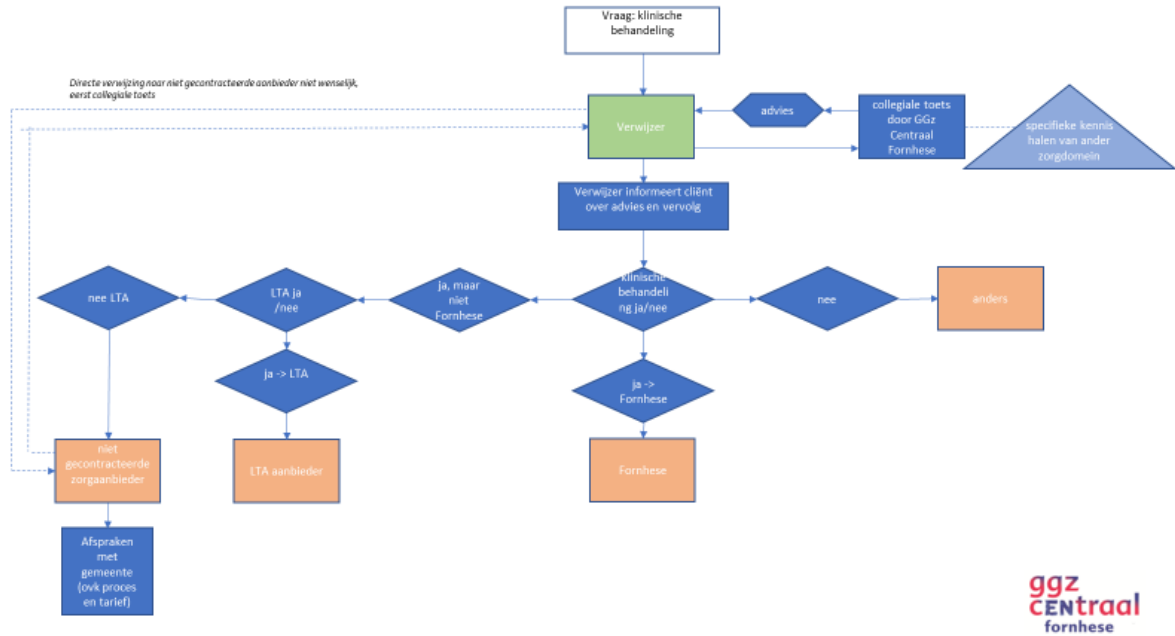 Vraag: klinische
behandeling
Directe verwijzing naar niet gecontracteerde aanbieder niet wenselijk,
eerst collegiale toets
Verwijzer
advies
collegiale toets
door GGz
Centraal
Fornhese
specifieke kennis
halen van ander
zorgdomein
Verwijzer informeert cliënt
over advies en vervolg
nee LTA
LTA ja
/nee
ja, maar
niet
Fornhese
klinische
behandeli
ng ja/nee
nee
anders
ja -> LTA
ja ->
Fornhese
niet
gecontracteerde
zorgaanbieder
LTA aanbieder
Fornhese
Afspraken
met
gemeente
(ovk proces
en tarief)
ggz
CENtraal
fornhese